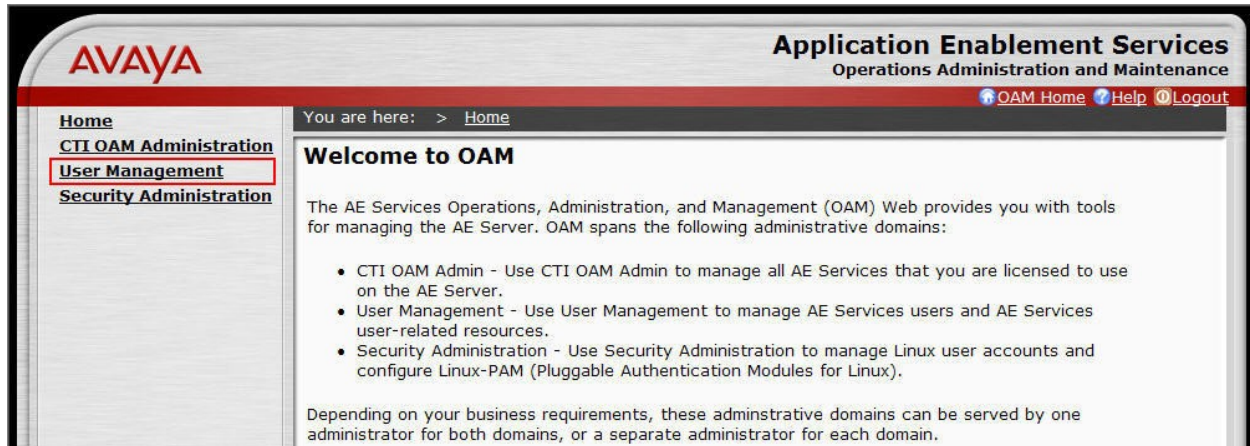 AVAYA
Application Enablement Services
Operations Administration and Maintenance
OAM Home Help Logout
Home
CTI OAM Administration
User Management
Security Administration
You are here: > Home
Welcome to OAM
The AE Services Operations, Administration, and Management (OAM) Web provides you with tools
for managing the AE Server. OAM spans the following administrative domains:
• CTI OAM Admin - Use CTI OAM Admin to manage all AE Services that you are licensed to use
on the AE Server.
• User Management - Use User Management to manage AE Services users and AE Services
user-related resources.
• Security Administration - Use Security Administration to manage Linux user accounts and
configure Linux-PAM (Pluggable Authentication Modules for Linux).
Depending on your business requirements, these adminstrative domains can be served by one
administrator for both domains, or a separate administrator for each domain.